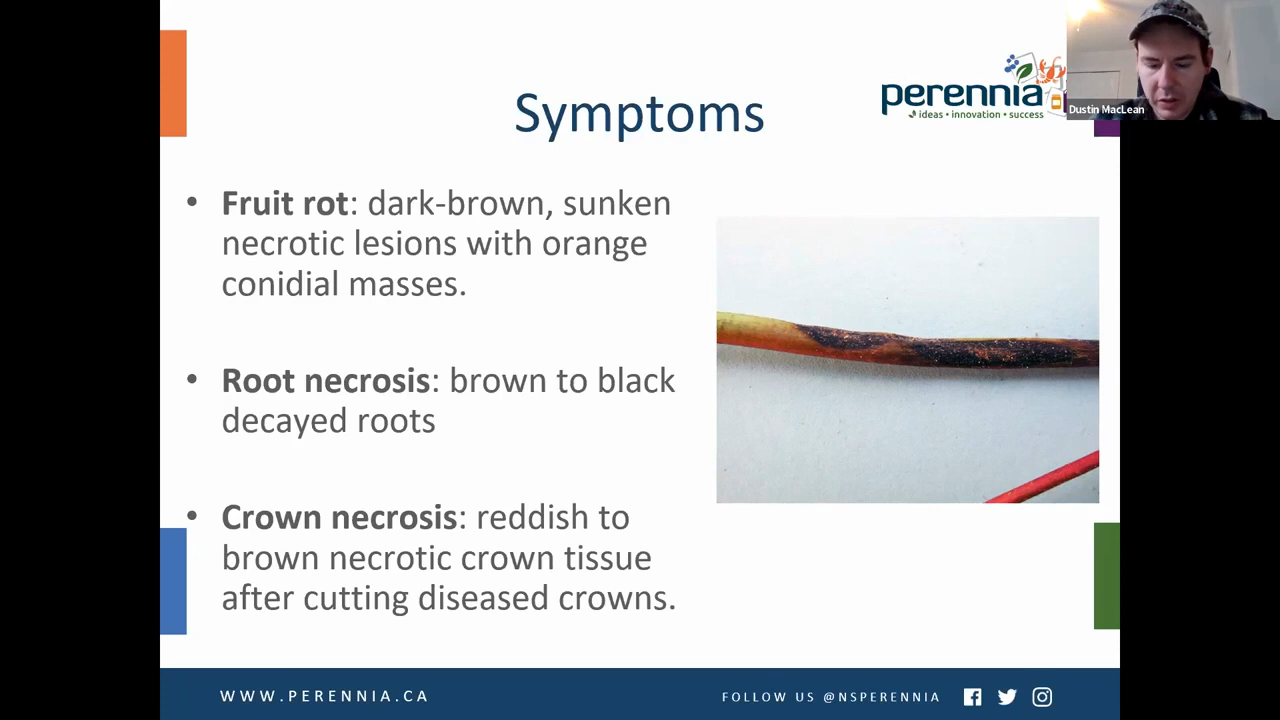 Symptoms
perennia
ideas • innovation • success
Dustin MacLean
• Fruit rot: dark-brown, sunken
necrotic lesions with orange
conidial masses.
• Root necrosis: brown to black
decayed roots
• Crown necrosis: reddish to
brown necrotic crown tissue
after cutting diseased crowns.
WWW.PERENNIA.CA
FOLLOW US @NSPERENNIA